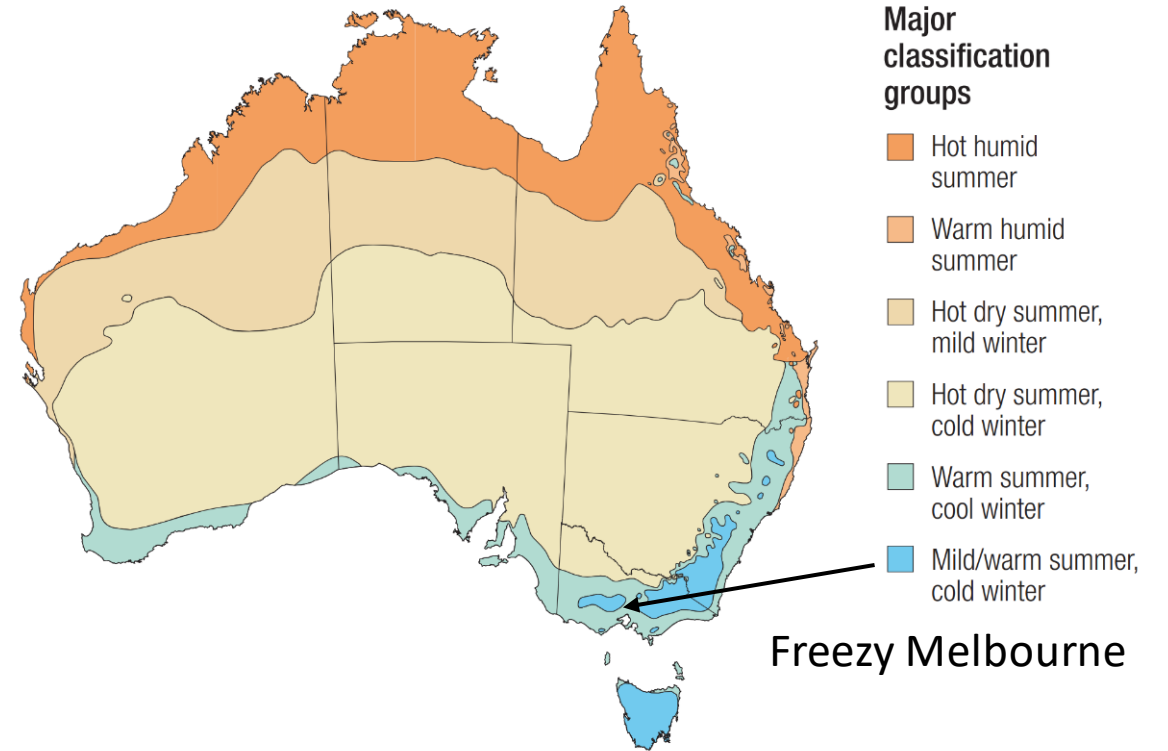 Major
classification
groups
Hot humid
summer
Warm humid
summer
Hot dry summer,
mild winter
Hot dry summer,
cold winter
Warm summer,
cool winter
Mild/warm summer,
cold winter
Freezy Melbourne